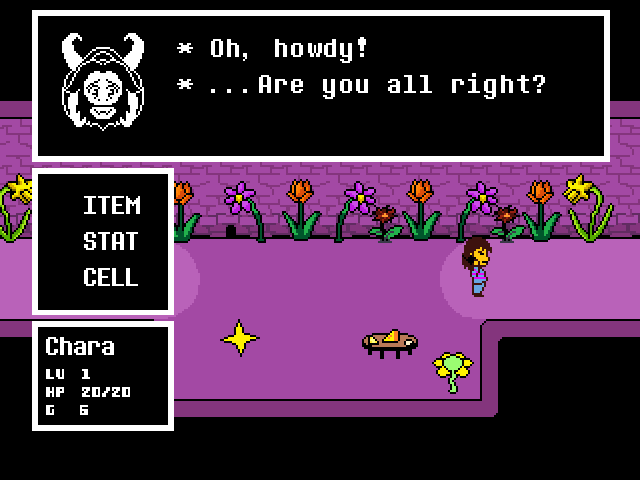 * Oh, howdy!
* ...Are you all right?
ITEM
STAT
CELL
Chara
LV 1
HP 20/20
G 6